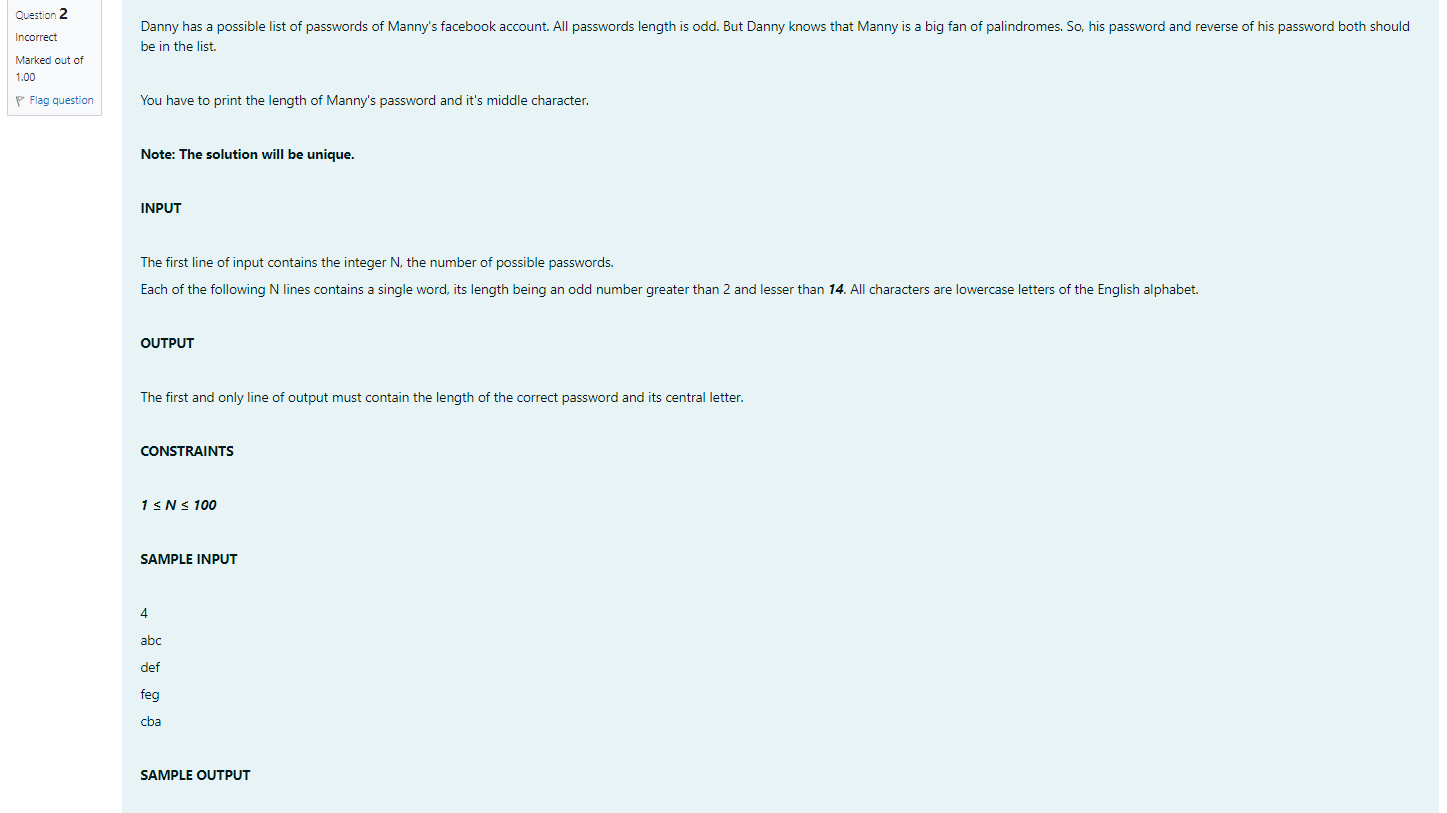 Question 2
Incorrect
Marked out of
1.00
Flag question
Danny has a possible list of passwords of Manny's facebook account. All passwords length is odd. But Danny knows that Manny is a big fan of palindromes. So, his password and reverse of his password both should
be in the list.
You have to print the length of Manny's password and it's middle character.
Note: The solution will be unique.
INPUT
The first line of input contains the integer N, the number of possible passwords.
Each of the following N lines contains a single word, its length being an odd number greater than 2 and lesser than 14. All characters are lowercase letters of the English alphabet.
OUTPUT
The first and only line of output must contain the length of the correct password and its central letter.
CONSTRAINTS
1 ≤ N ≤ 100
SAMPLE INPUT
4
abc
def
feg
cba
SAMPLE OUTPUT